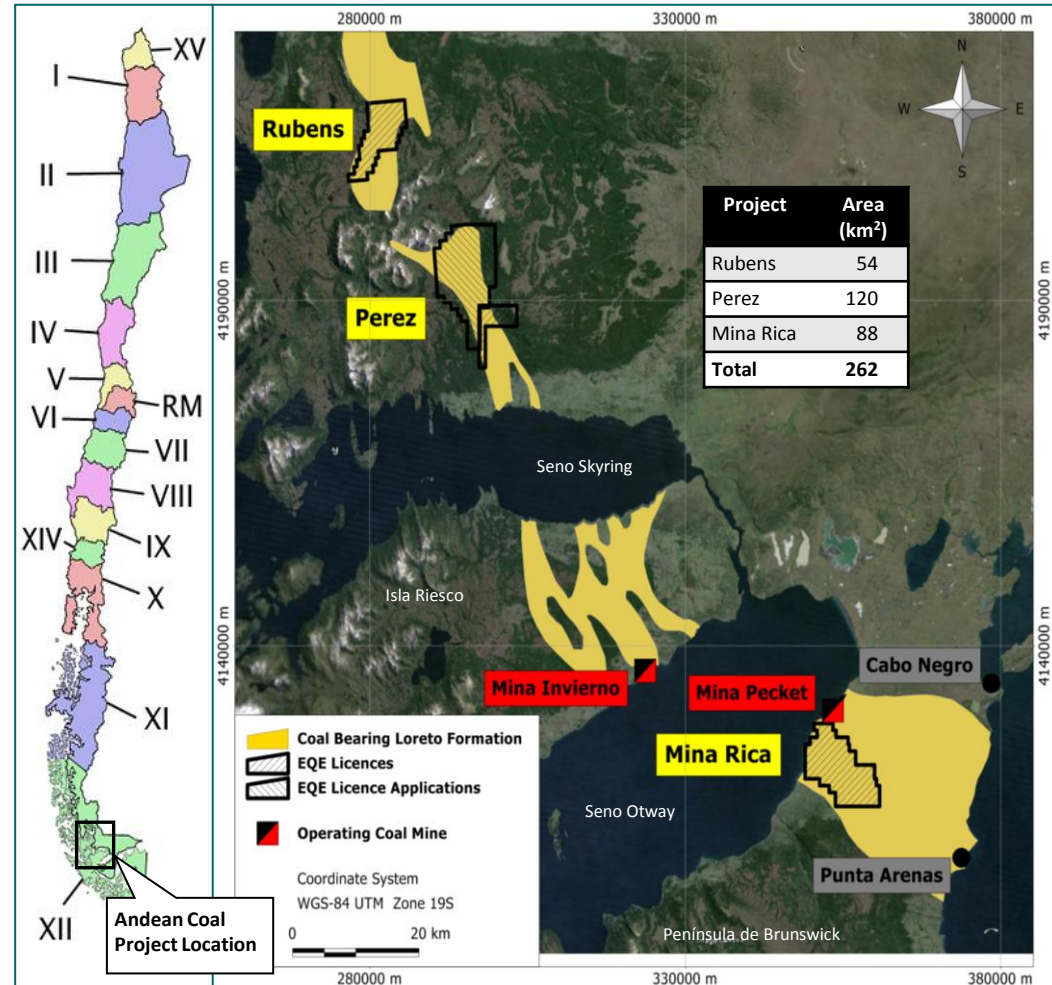 XV
I
II
III
IV
V
RM
VI
VII
VIII
IX
XIV
X
XI
XII
Andean Coal
Project Location
280000 m
330000 m
380000 m
N
W
E
S
Rubens
Project
Area
(km²)
Rubens
54
Perez
120
Mina Rica
88
Total
262
Perez
4190000 m
4190000 m
Seno Skyring
Isla Riesco
4140000 m
4140000 m
Mina Invierno
Mina Pecket
Cabo Negro
Mina Rica
Seno Otway
Punta Arenas
Península de Brunswick
Coal Bearing Loreto Formation
EQE Licences
EQE Licence Applications
Operating Coal Mine
Coordinate System
WGS-84 UTM Zone 19S
0
20 km
280000 m
330000 m
380000 m